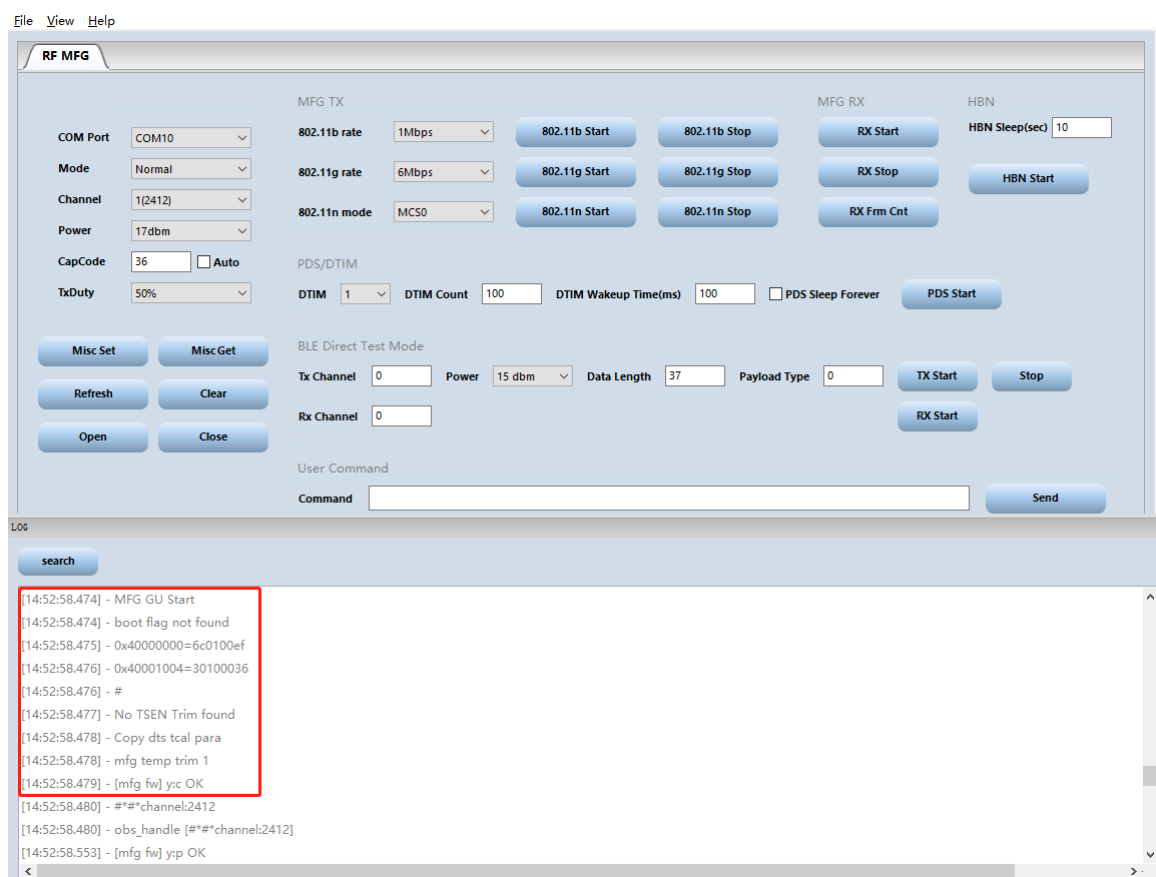 File View Help
RF MFG
MFG TX MFG RX HBN
COM Port COM10 802.11b rate 1Mbps 802.11b Start 802.11b Stop RX Start HBN Sleep(sec) 10
Mode Normal 802.11g rate 6Mbps 802.11g Start 802.11g Stop RX Stop HBN Start
Channel 1(2412) 802.11n mode MCS0 802.11n Start 802.11n Stop RX Frm Cnt
Power 17dbm
CapCode 36 Auto PDS/DTIM
TxDuty 50% DTIM 1 DTIM Count 100 DTIM Wakeup Time(ms) 100 PDS Sleep Forever PDS Start
Misc Set Misc Get BLE Direct Test Mode
Refresh Clear Tx Channel 0 Power 15 dbm Data Length 37 Payload Type 0 TX Start Stop
Open Close Rx Channel 0 RX Start
User Command
Command Send
LOG
search
[14:52:58.474] - MFG GU Start
[14:52:58.474] - boot flag not found
[14:52:58.475] - 0x40000000=6c0100ef
[14:52:58.476] - 0x40001004=30100036
[14:52:58.476] - #
[14:52:58.477] - No TSEN Trim found
[14:52:58.478] - Copy dts tcal para
[14:52:58.478] - mfg temp trim 1
[14:52:58.479] - [mfg fw] y:c OK
[14:52:58.480] - #*#*channel:2412
[14:52:58.480] - obs_handle [#*#*channel:2412]
[14:52:58.553] - [mfg fw] y:p OK